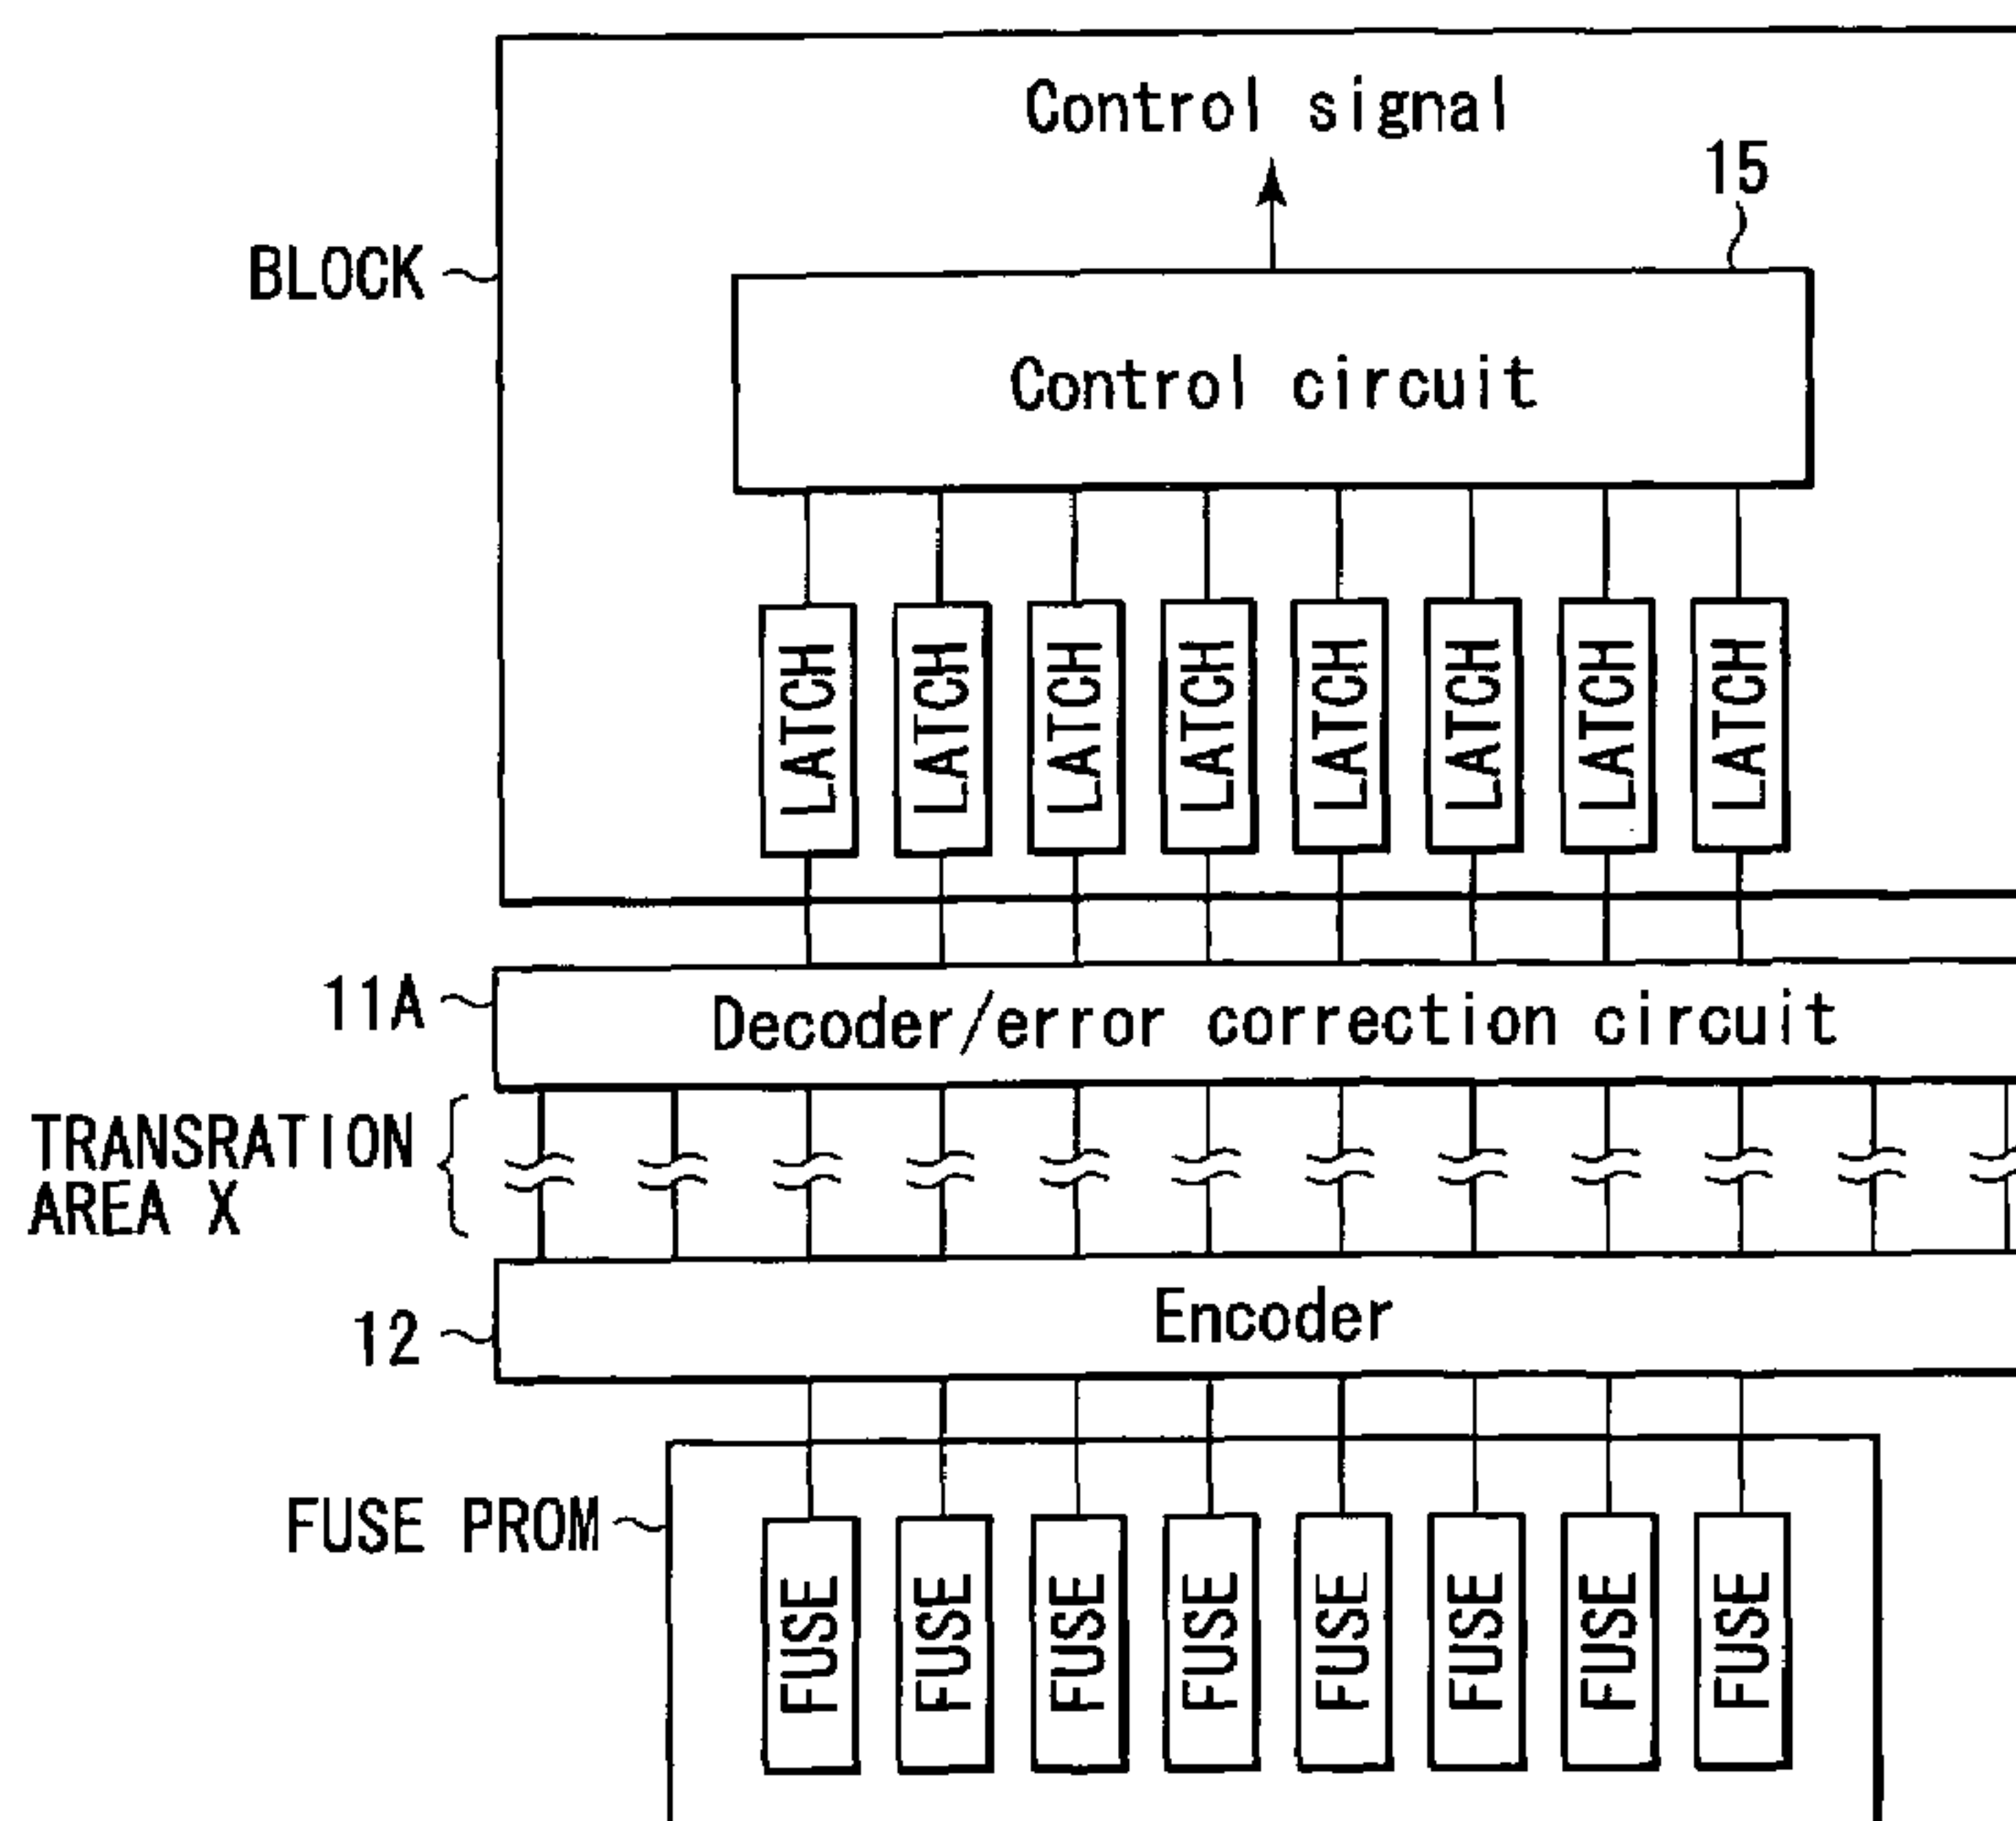 Control signal
15
BLOCK
Control circuit
LATCH
LATCH
LATCH
LATCH
LATCH
LATCH
LATCH
LATCH
11A
Decoder/error correction circuit
TRANSRATION
AREA X
12
Encoder
FUSE PROM
FUSE
FUSE
FUSE
FUSE
FUSE
FUSE
FUSE
FUSE